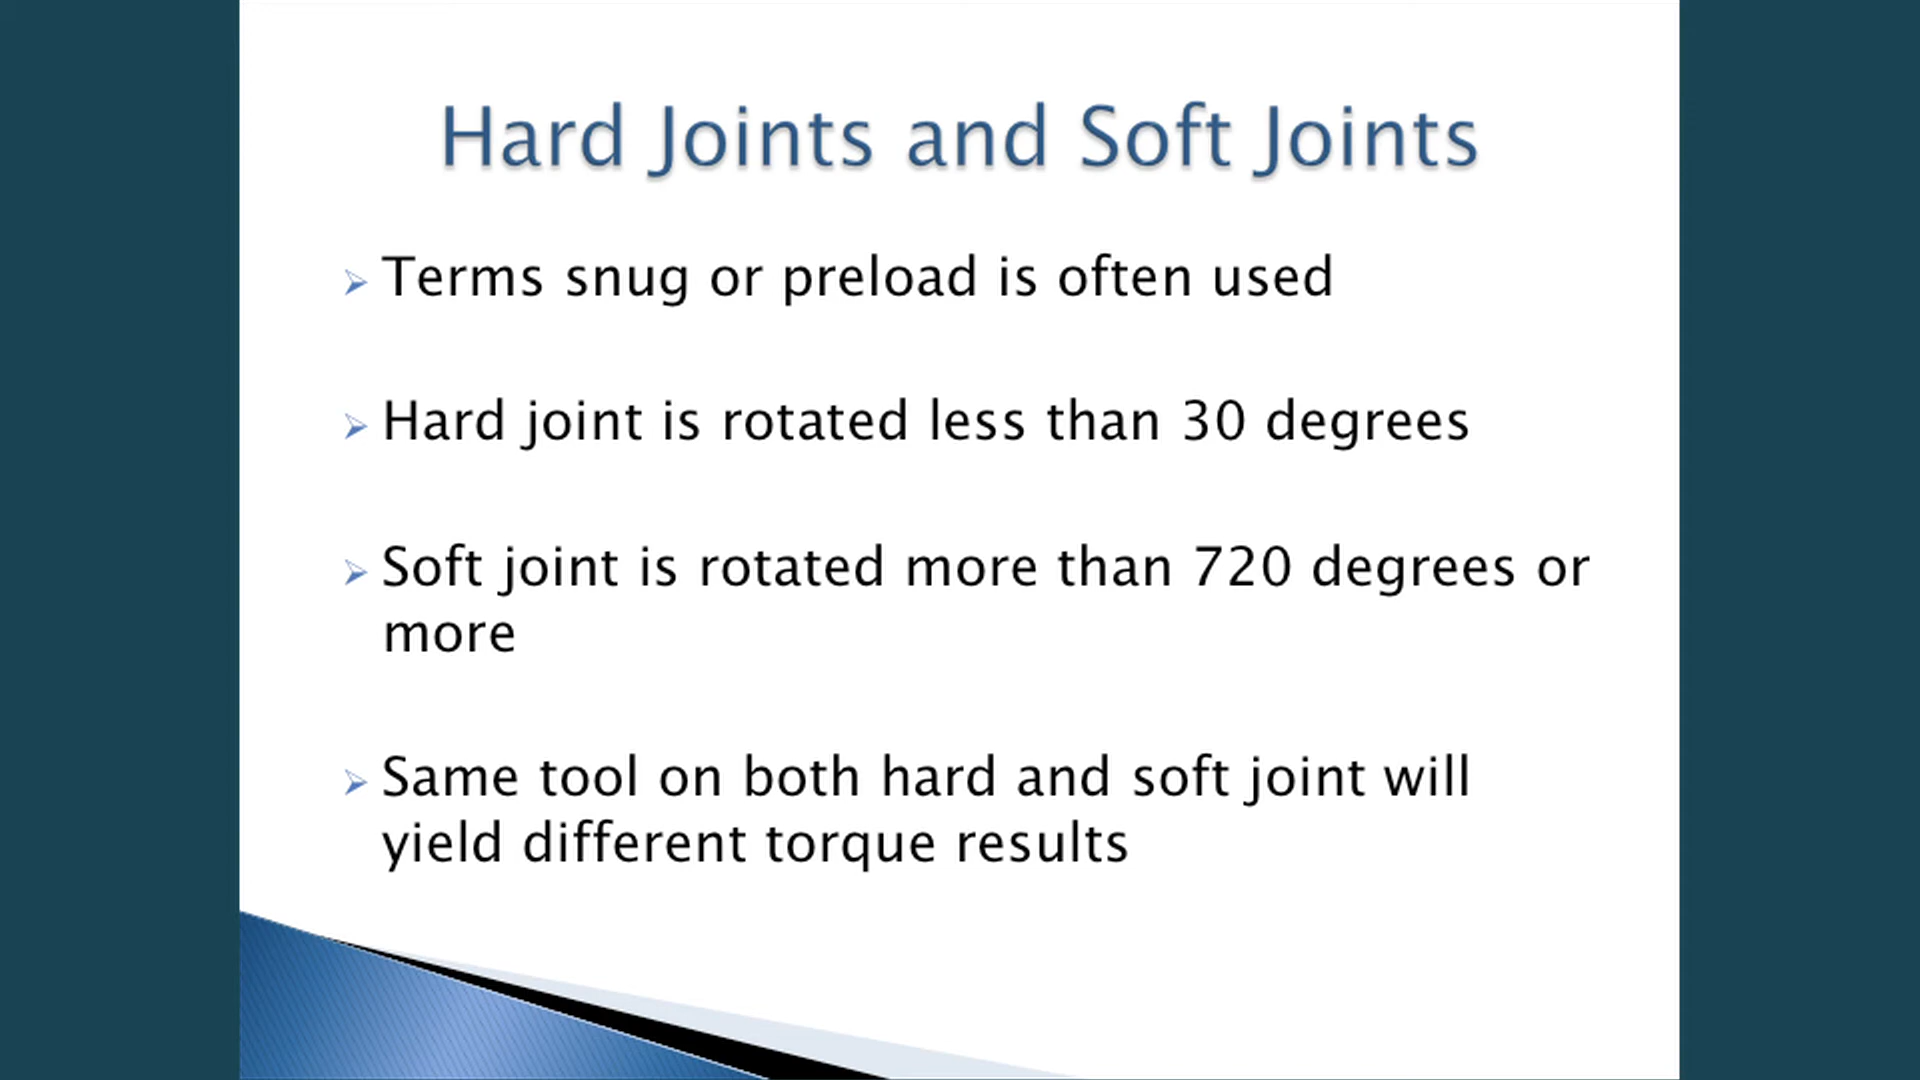 Hard Joints and Soft Joints
Terms snug or preload is often used
Hard joint is rotated less than 30 degrees
Soft joint is rotated more than 720 degrees or
more
Same tool on both hard and soft joint will
yield different torque results